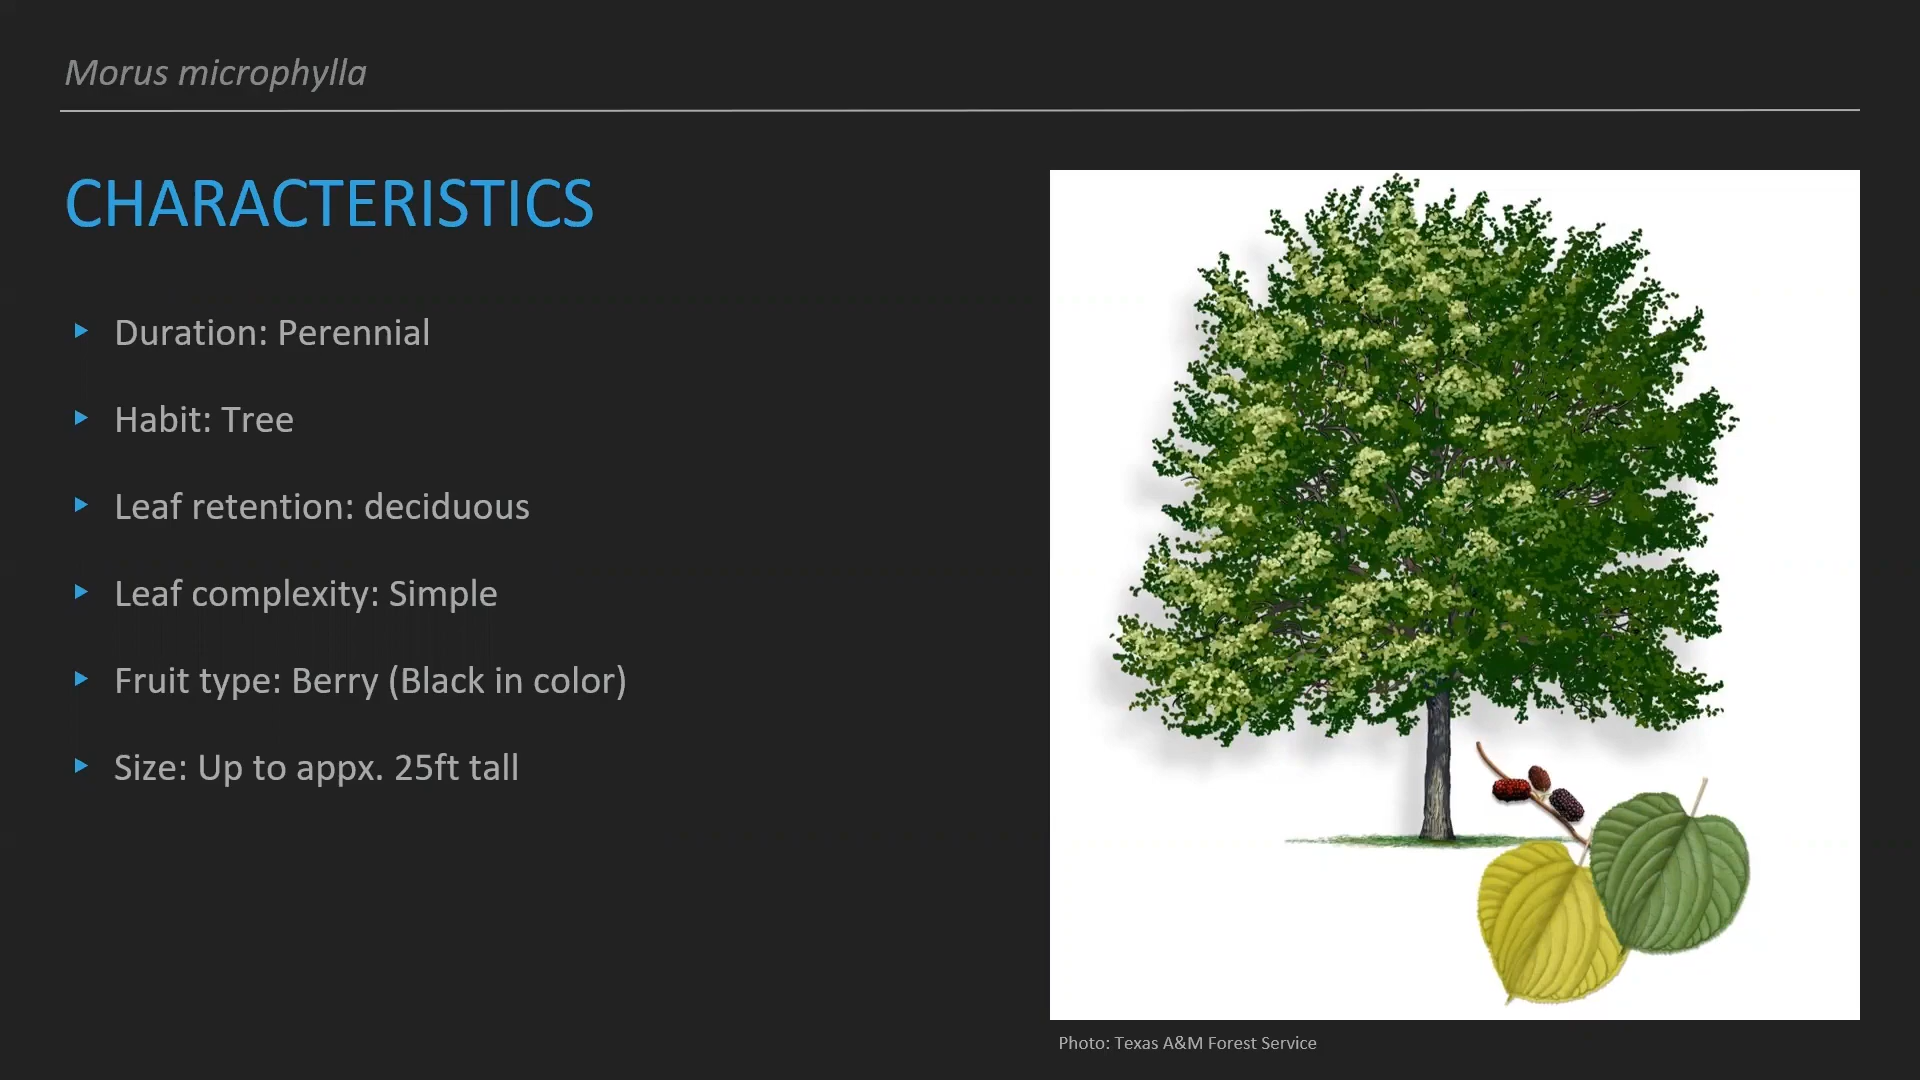 Morus microphylla
CHARACTERISTICS
Duration: Perennial
Habit: Tree
Leaf retention: deciduous
Leaf complexity: Simple
Fruit type: Berry (Black in color)
Size: Up to appx. 25ft tall
Photo: Texas A&M Forest Service